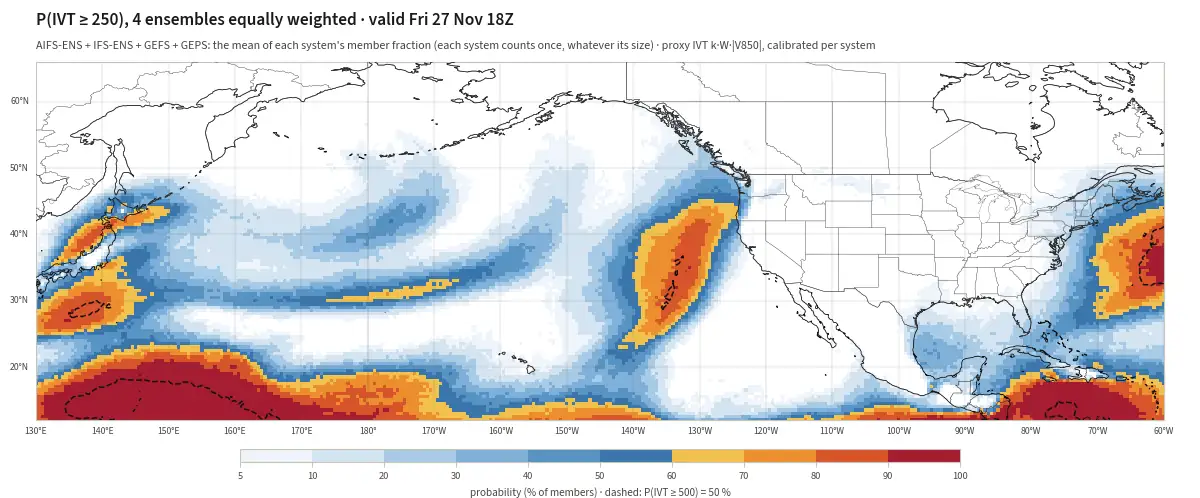 P(IVT ≥ 250), 4 ensembles equally weighted · valid Fri 27 Nov 18Z
AIFS-ENS + IFS-ENS + GEFS + GEPS: the mean of each system's member fraction (each system counts once, whatever its size) · proxy IVT k·W·|V850|, calibrated per system
60°N
50°N
40°N
30°N
20°N
130°E 140°E 150°E 160°E 170°E 180° 170°W 160°W 150°W 140°W 130°W 120°W 110°W 100°W 90°W 80°W 70°W 60°W
5 10 20 30 40 50 60 70 80 90 100
probability (% of members) · dashed: P(IVT ≥ 500) = 50 %